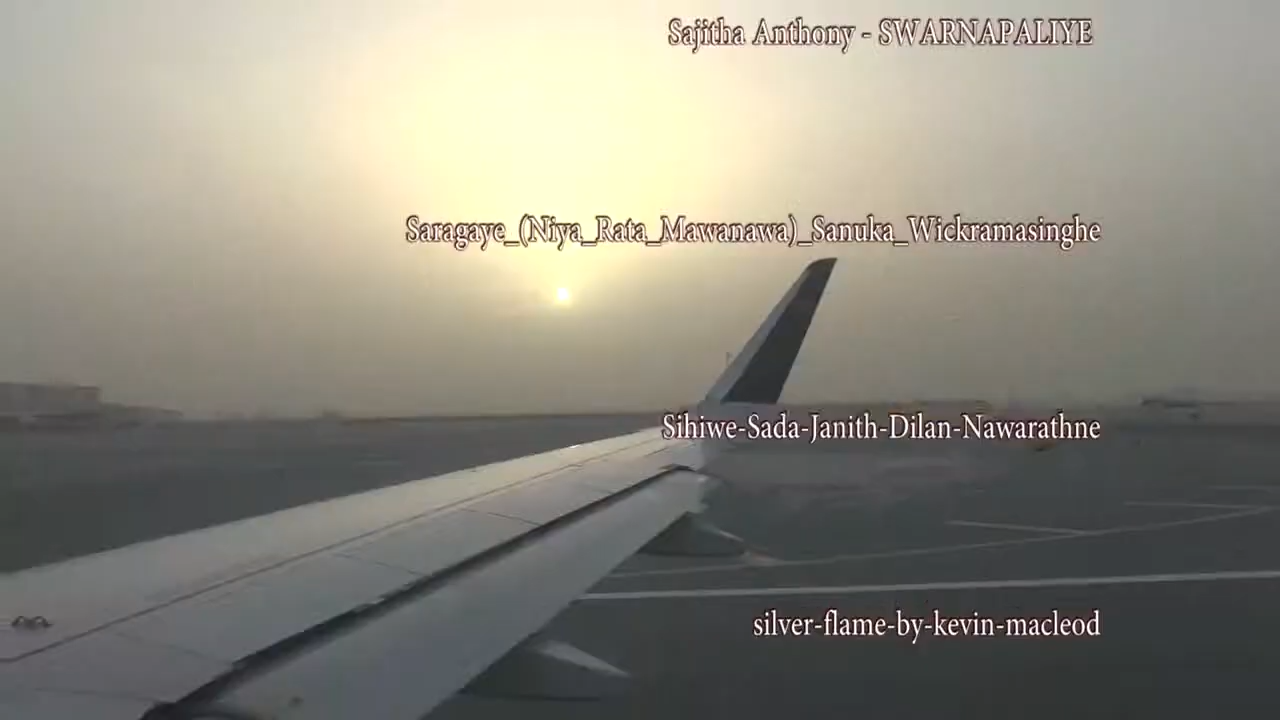 Sajitha Anthony - SWARNAPALIYE
Saragaye_(Niya_Rata_Mawanawa)_Sanuka_Wickramasinghe
Sihiwe-Sada-Janith-Dilan-Nawarathne
silver-flame-by-kevin-macleod